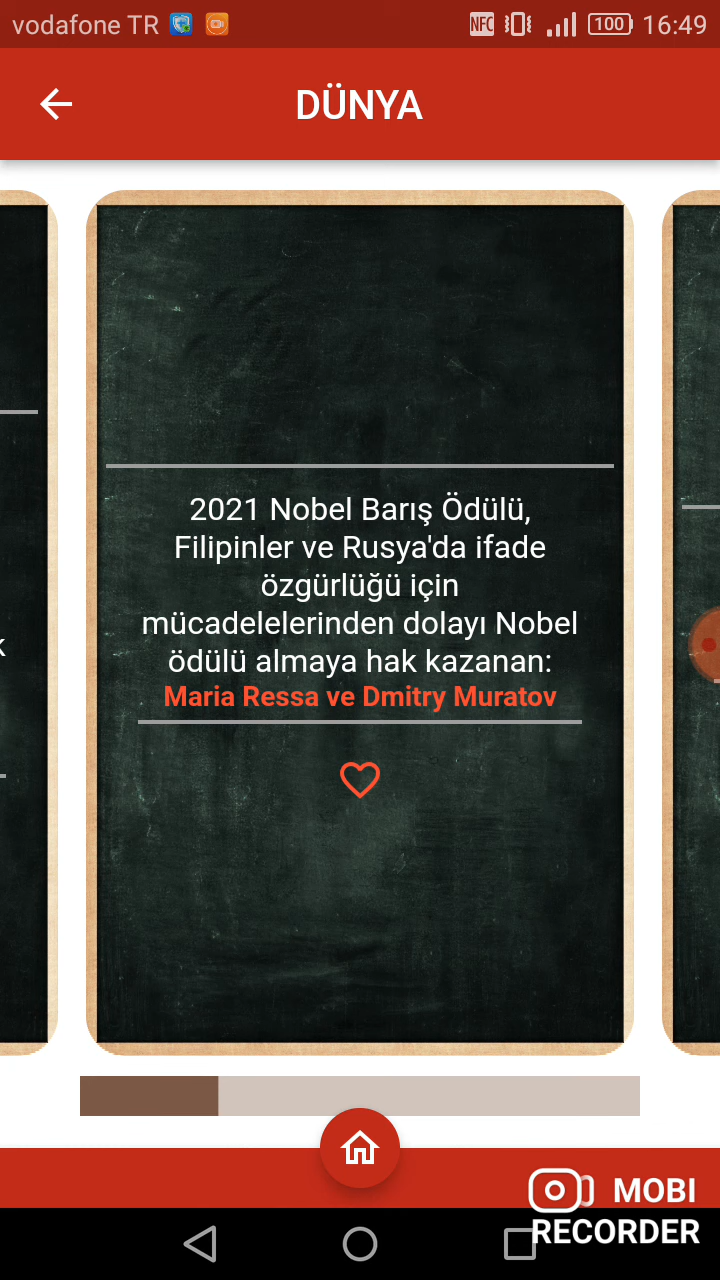 vodafone TR NFC 100 16:49
DÜNYA
2021 Nobel Barış Ödülü,
Filipinler ve Rusya'da ifade
özgürlüğü için
mücadelelerinden dolayı Nobel
ödülü almaya hak kazanan:
Maria Ressa ve Dmitry Muratov
k
MOBI
RECORDER